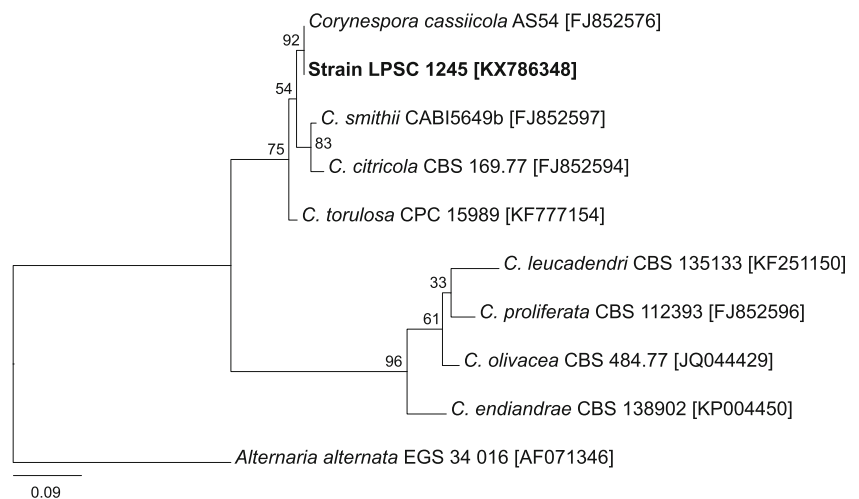 Corynespora cassiicola AS54 [FJ852576]
92
Strain LPSC 1245 [KX786348]
54
C. smithii CABI5649b [FJ852597]
83
75
C. citricola CBS 169.77 [FJ852594]
C. torulosa CPC 15989 [KF777154]
C. leucadendri CBS 135133 [KF251150]
33
C. proliferata CBS 112393 [FJ852596]
61
C. olivacea CBS 484.77 [JQ044429]
96
C. endiandrae CBS 138902 [KP004450]
Alternaria alternata EGS 34 016 [AF071346]
0.09